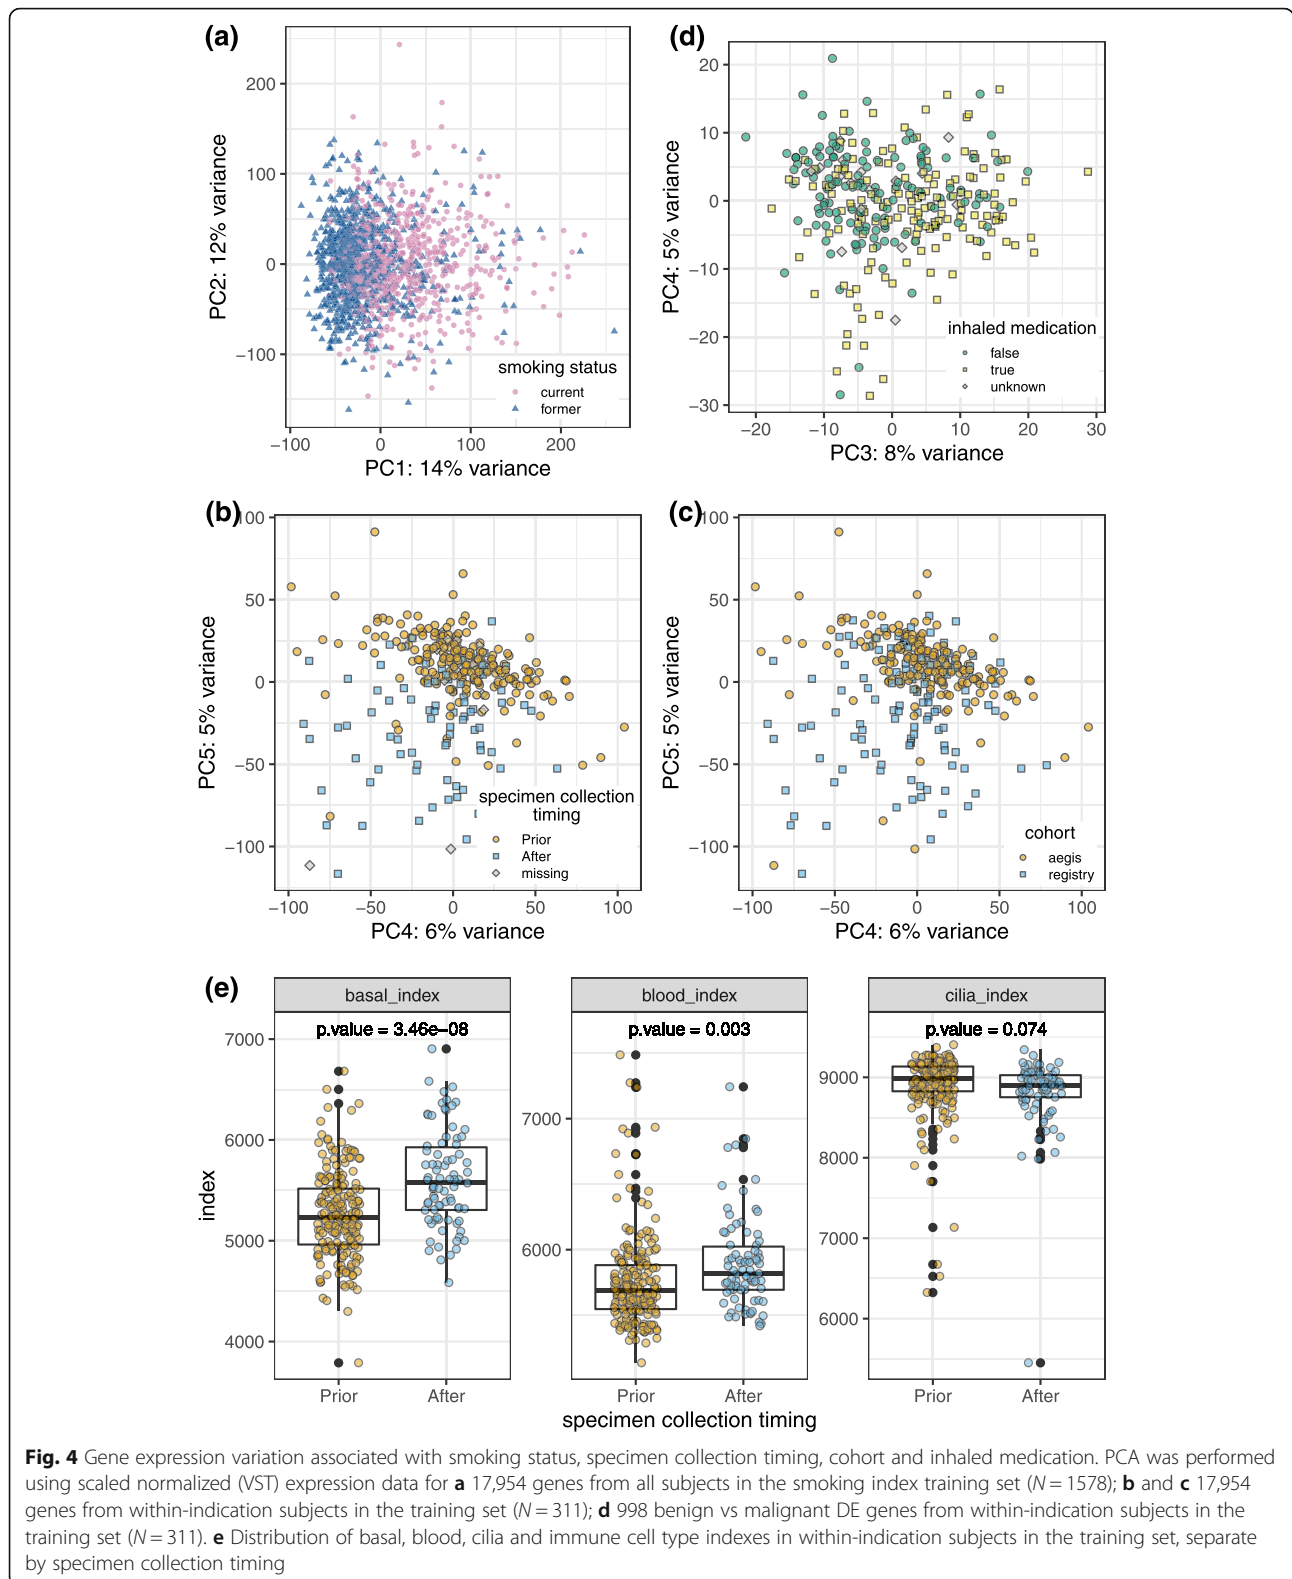 (a)
200
100
0
−100
PC2: 12% variance
smoking status
current
former
−100 0 100 200
PC1: 14% variance
(d)
20
10
0
−10
−20
−30
PC4: 5% variance
inhaled medication
false
true
unknown
−20 −10 0 10 20 30
PC3: 8% variance
(b)
100
50
0
−50
−100
PC5: 5% variance
specimen collection
timing
Prior
After
missing
−100 −50 0 50 100
PC4: 6% variance
(c)
100
50
0
−50
−100
PC5: 5% variance
cohort
aegis
registry
−100 −50 0 50 100
PC4: 6% variance
(e)
basal_index
p.value = 3.46e−08
7000
6000
5000
4000
index
Prior After
blood_index
p.value = 0.003
7000
6000
Prior After
cilia_index
p.value = 0.074
9000
8000
7000
6000
Prior After
specimen collection timing
Fig. 4 Gene expression variation associated with smoking status, specimen collection timing, cohort and inhaled medication. PCA was performed
using scaled normalized (VST) expression data for a 17,954 genes from all subjects in the smoking index training set (N = 1578); b and c 17,954
genes from within-indication subjects in the training set (N = 311); d 998 benign vs malignant DE genes from within-indication subjects in the
training set (N = 311). e Distribution of basal, blood, cilia and immune cell type indexes in within-indication subjects in the training set, separate
by specimen collection timing